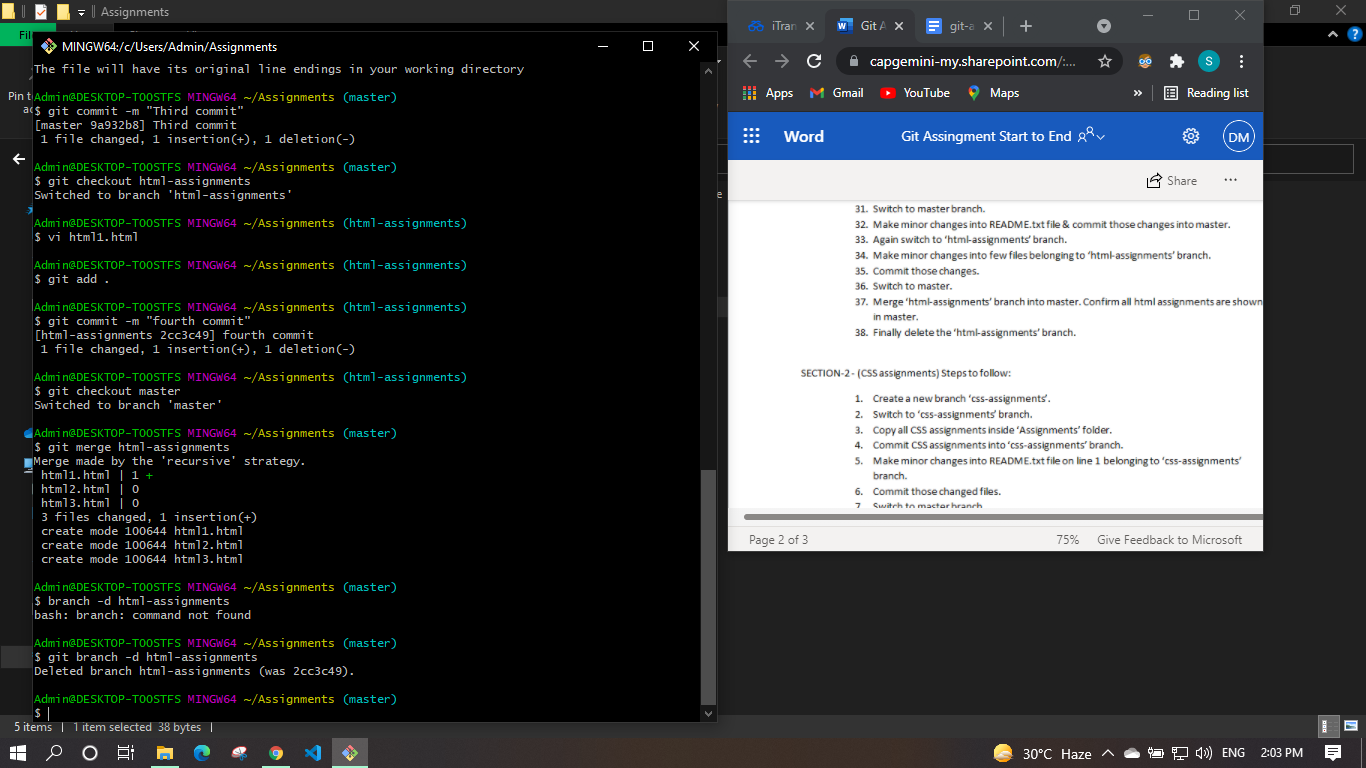 Assignments
MINGW64:/c/Users/Admin/Assignments
The file will have its original line endings in your working directory
Admin@DESKTOP-TOOSTFS MINGW64 ~/Assignments (master)
$ git commit -m "Third commit"
[master 9a932b8] Third commit
1 file changed, 1 insertion(+), 1 deletion(-)
Admin@DESKTOP-TOOSTFS MINGW64 ~/Assignments (master)
$ git checkout html-assignments
Switched to branch 'html-assignments'
Admin@DESKTOP-TOOSTFS MINGW64 ~/Assignments (html-assignments)
$ vi html1.html
Admin@DESKTOP-TOOSTFS MINGW64 ~/Assignments (html-assignments)
$ git add .
Admin@DESKTOP-TOOSTFS MINGW64 ~/Assignments (html-assignments)
$ git commit -m "fourth commit"
[html-assignments 2cc3c49] fourth commit
1 file changed, 1 insertion(+), 1 deletion(-)
Admin@DESKTOP-TOOSTFS MINGW64 ~/Assignments (html-assignments)
$ git checkout master
Switched to branch 'master'
Admin@DESKTOP-TOOSTFS MINGW64 ~/Assignments (master)
$ git merge html-assignments
Merge made by the 'recursive' strategy.
html1.html | 1 +
html2.html | 0
html3.html | 0
3 files changed, 1 insertion(+)
create mode 100644 html1.html
create mode 100644 html2.html
create mode 100644 html3.html
Admin@DESKTOP-TOOSTFS MINGW64 ~/Assignments (master)
$ branch -d html-assignments
bash: branch: command not found
Admin@DESKTOP-TOOSTFS MINGW64 ~/Assignments (master)
$ git branch -d html-assignments
Deleted branch html-assignments (was 2cc3c49).
Admin@DESKTOP-TOOSTFS MINGW64 ~/Assignments (master)
$
iTran
Git A
git-a
capgemini-my.sharepoint.com/:...
S
Apps Gmail YouTube Maps » Reading list
Word Git Assingment Start to End DM
Share ...
31. Switch to master branch.
32. Make minor changes into README.txt file & commit those changes into master.
33. Again switch to ‘html-assignments’ branch.
34. Make minor changes into few files belonging to ‘html-assignments’ branch.
35. Commit those changes.
36. Switch to master.
37. Merge ‘html-assignments’ branch into master. Confirm all html assignments are shown
in master.
38. Finally delete the ‘html-assignments’ branch.
SECTION-2 - (CSS assignments) Steps to follow:
1. Create a new branch ‘css-assignments’.
2. Switch to ‘css-assignments’ branch.
3. Copy all CSS assignments inside ‘Assignments’ folder.
4. Commit CSS assignments into ‘css-assignments’ branch.
5. Make minor changes into README.txt file on line 1 belonging to ‘css-assignments’
branch.
6. Commit those changed files.
7. Switch to master branch
Page 2 of 3 75% Give Feedback to Microsoft
5 items 1 item selected 38 bytes
30°C Haze ENG 2:03 PM